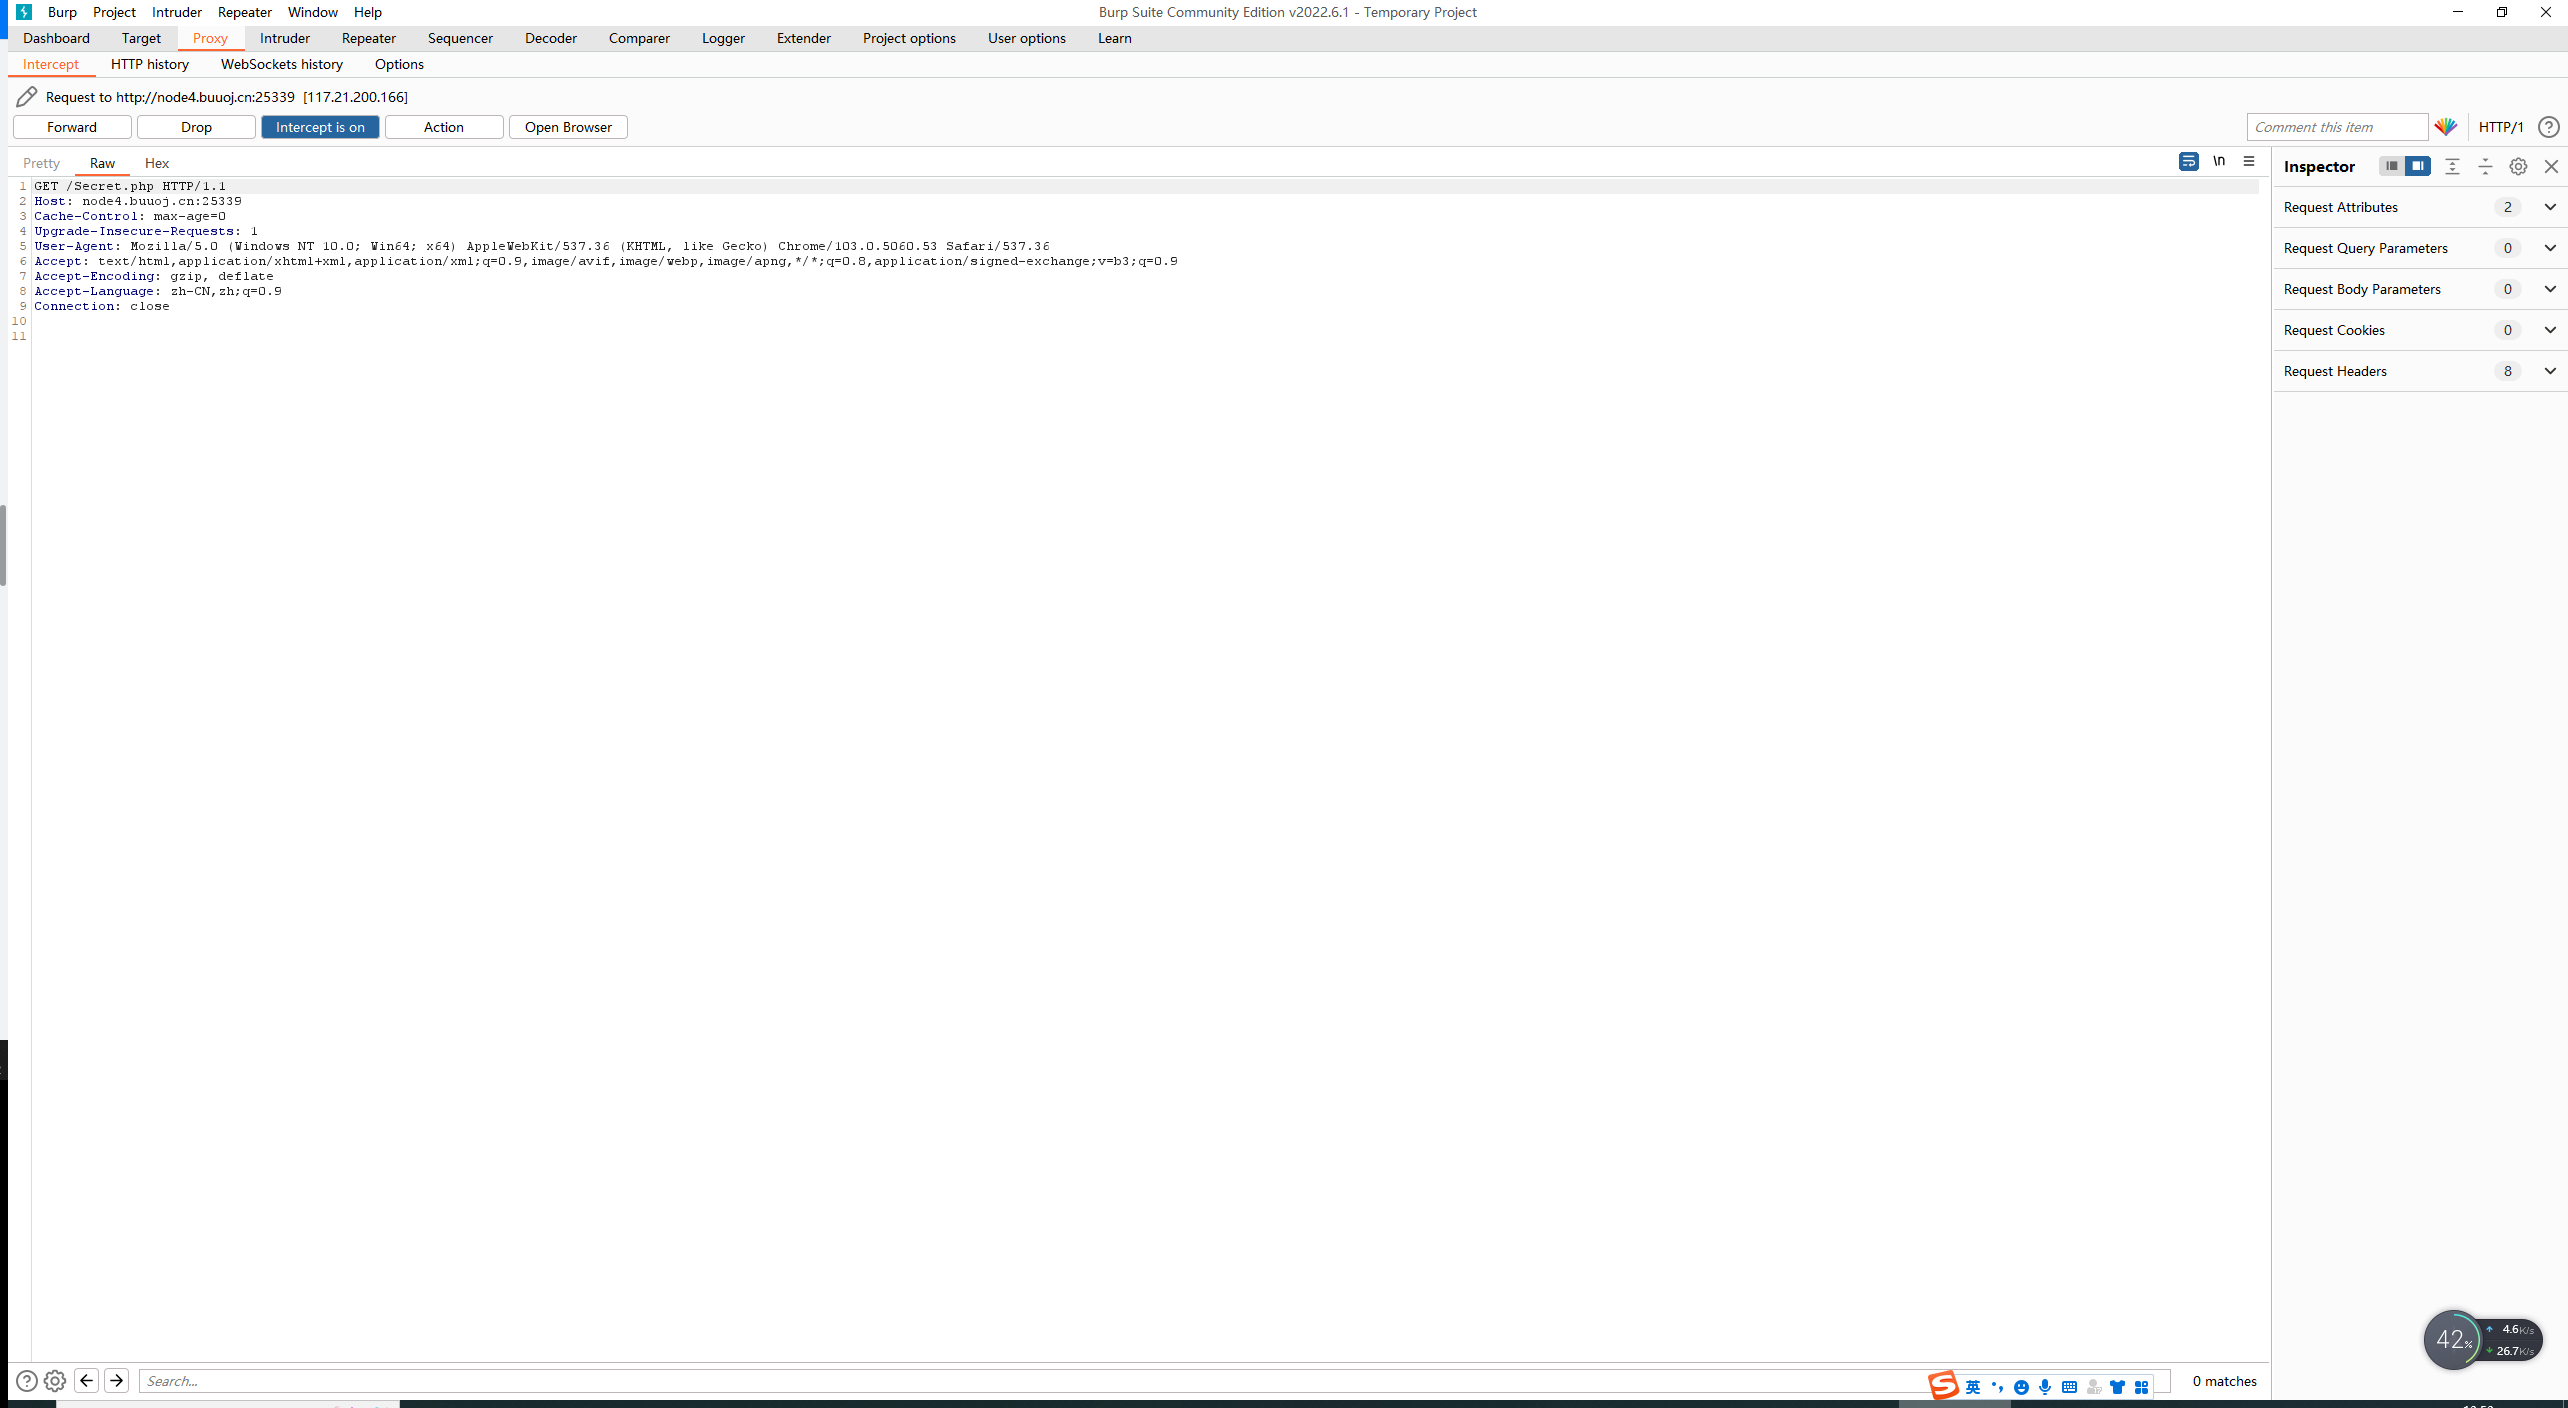 Burp Project Intruder Repeater Window Help
Burp Suite Community Edition v2022.6.1 - Temporary Project
Dashboard Target Proxy Intruder Repeater Sequencer Decoder Comparer Logger Extender Project options User options Learn
Intercept HTTP history WebSockets history Options
Request to http://node4.buuoj.cn:25339 [117.21.200.166]
Forward Drop Intercept is on Action Open Browser
Comment this item HTTP/1 ?
Pretty Raw Hex
\n
Inspector
1 GET /Secret.php HTTP/1.1
2 Host: node4.buuoj.cn:25339
3 Cache-Control: max-age=0
4 Upgrade-Insecure-Requests: 1
5 User-Agent: Mozilla/5.0 (Windows NT 10.0; Win64; x64) AppleWebKit/537.36 (KHTML, like Gecko) Chrome/103.0.5060.53 Safari/537.36
6 Accept: text/html,application/xhtml+xml,application/xml;q=0.9,image/avif,image/webp,image/apng,*/*;q=0.8,application/signed-exchange;v=b3;q=0.9
7 Accept-Encoding: gzip, deflate
8 Accept-Language: zh-CN,zh;q=0.9
9 Connection: close
10
11
Request Attributes 2
Request Query Parameters 0
Request Body Parameters 0
Request Cookies 0
Request Headers 8
42% 4.6K/s
26.7K/s
? Search... 0 matches
S 英